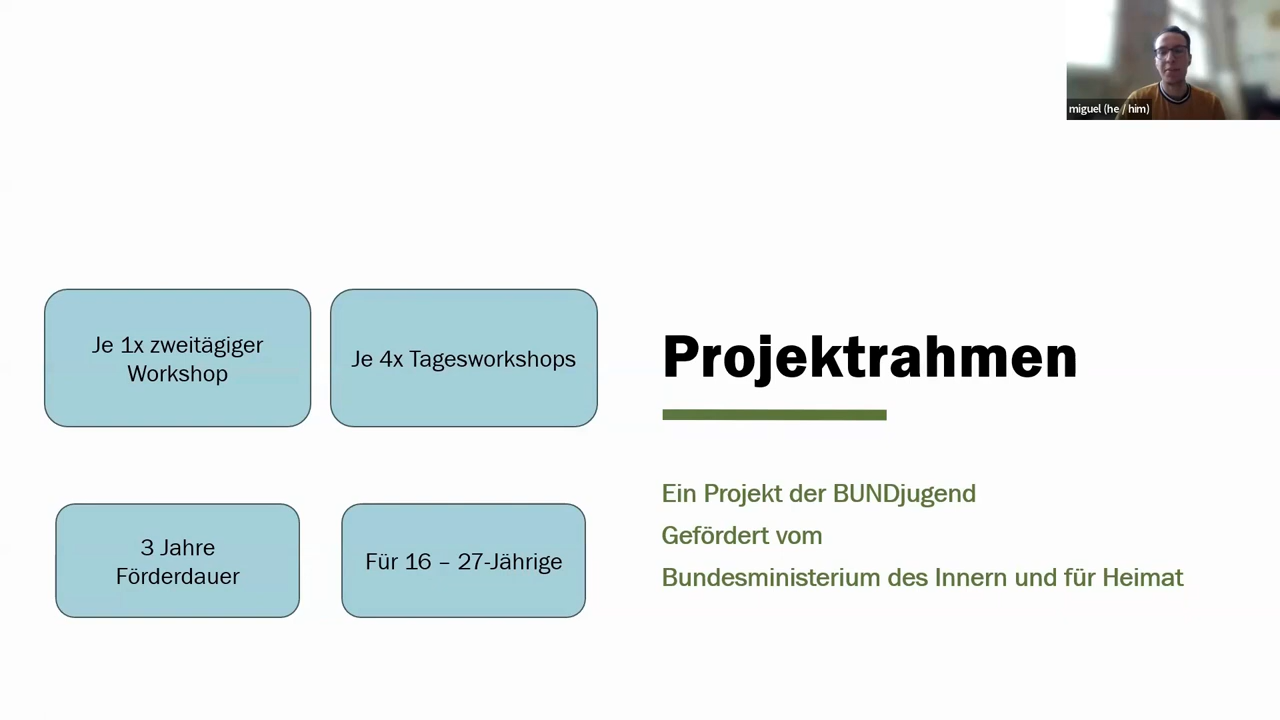 miguel (he / him)
Je 1x zweitägiger
Workshop
Je 4x Tagesworkshops
3 Jahre
Förderdauer
Für 16 – 27-Jährige
Projektrahmen
Ein Projekt der BUNDjugend
Gefördert vom
Bundesministerium des Innern und für Heimat